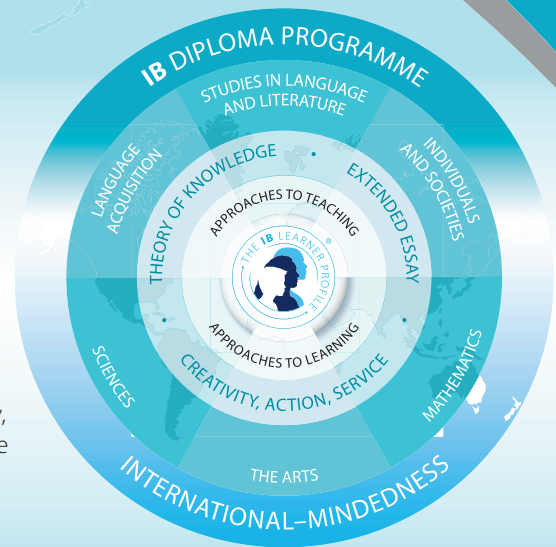 IB DIPLOMA PROGRAMME
STUDIES IN LANGUAGE
AND LITERATURE
LANGUAGE
ACQUISITION
INDIVIDUALS
AND SOCIETIES
THEORY OF KNOWLEDGE
EXTENDED ESSAY
APPROACHES TO TEACHING
THE IB LEARNER PROFILE ®
APPROACHES TO LEARNING
CREATIVITY, ACTION, SERVICE
SCIENCES
MATHEMATICS
THE ARTS
INTERNATIONAL–MINDEDNESS